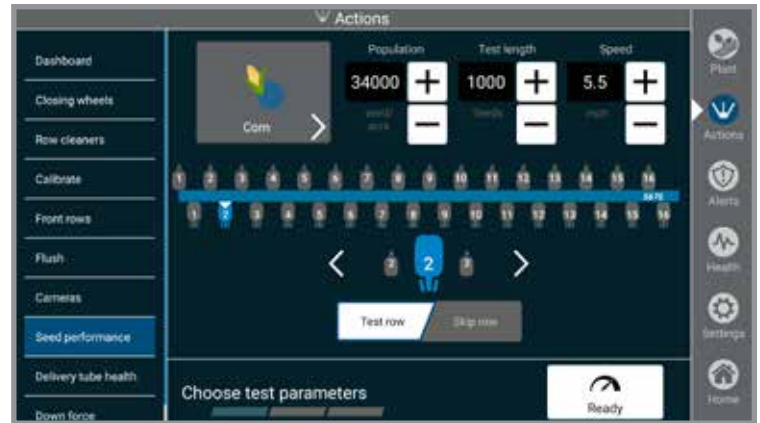 Actions
Dashboard
Closing wheels
Row cleaners
Calibrate
Front rows
Flush
Cameras
Seed performance
Delivery tube health
Down force
Population
34000
Test length
1000
Speed
5.5
mph
Corn
1 2 3 4 5 6 7 8 9 10 11 12 13 14 15 16
1 2 3 4 5 6 7 8 9 10 11 12 13 14 15 16
2
Test row
Skip row
Choose test parameters
Ready
Plant
Actions
Alerts
Health
Settings
Home